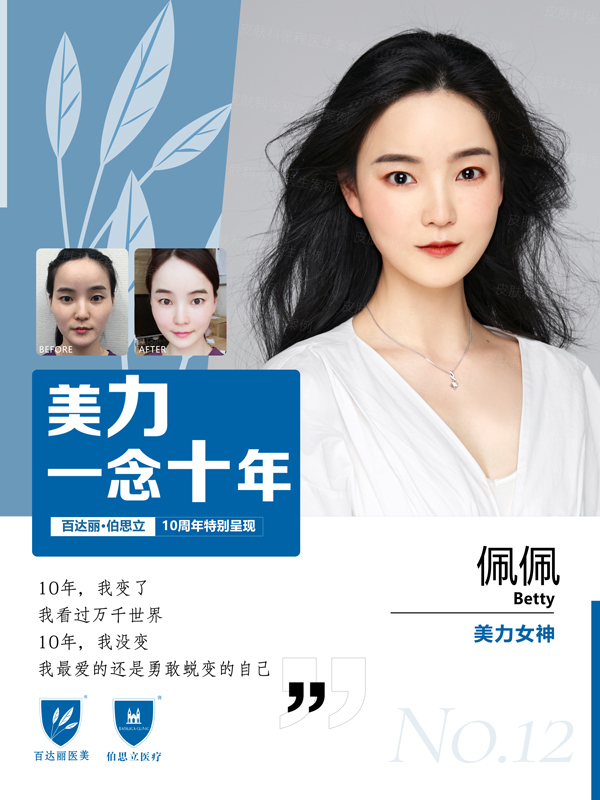 BEFORE
AFTER
美力
一念十年
百达丽·伯思立 10周年特别呈现
佩佩
Betty
美力女神
10年，我变了
我看过万千世界
10年，我没变
我最爱的还是勇敢蜕变的自己
百达丽医美
伯思立医疗
No.12